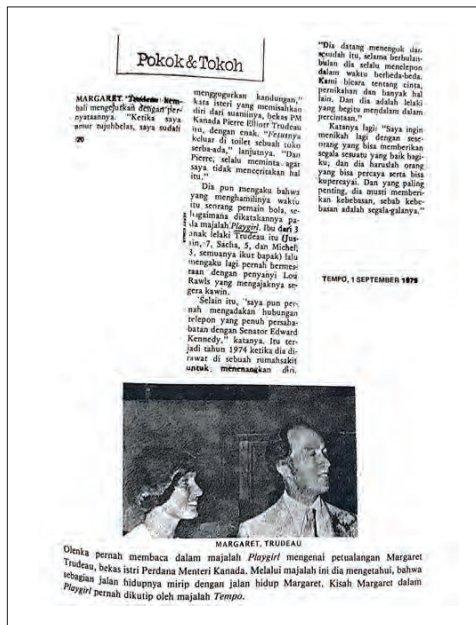 Pokok & Tokoh
MARGARET Trudeau kem-
bali mengejutkan dengan per-
nyataannya. "Ketika saya
umur tujuhbelas, saya sudah
menggugurkan kandungan,"
kata isteri yang memisahkan
diri dari suaminya, bekas PM
Kanada Pierre Elliott Trudeau
itu, dengan enak. "Fetusnya
keluar di toilet sebuah toko
serba-ada," lanjutnya. "Dan
Pierre, selalu meminta agar
saya tidak menceritakan hal
itu."
Dia pun mengaku bahwa
yang menghamilinya waktu
itu seorang pemain bola, se-
bagaimana dikatakannya pa-
da majalah Playgirl. Ibu dari 3
anak lelaki Trudeau itu (Jus-
tin, 7, Sacha, 5, dan Michel,
3, semuanya ikut bapak) lalu
mengaku lagi pernah bermes-
raan dengan penyanyi Lou
Rawls yang mengajaknya se-
gera kawin.
Selain itu, "saya pun per-
nah mengadakan hubungan
telepon yang penuh persaha-
batan dengan Senator Edward
Kennedy," katanya. Itu ter-
jadi tahun 1974 ketika dia di-
rawat di sebuah rumahsakit
untuk menenangkan diri.
"Dia datang menengok dan
sesudah itu, selama berbulan-
bulan dia selalu menelepon
dalam waktu berbeda-beda.
Kami bicara tentang cinta,
pernikahan dan banyak hal
lain. Dan dia adalah lelaki
yang begitu mendalam dalam
percintaan."
Katanya lagi: "Saya ingin
menikah lagi dengan sese-
orang yang bisa memberikan
segala sesuatu yang baik bagi-
ku; dan dia haruslah orang
yang bisa percaya serta bisa
kupercayai. Dan yang paling
penting, dia musti memberi-
kan kebebasan, sebab kebe-
basan adalah segala-galanya."
TEMPO, 1 SEPTEMBER 1979
MARGARET, TRUDEAU
Olenka pernah membaca dalam majalah Playgirl mengenai petualangan Margaret
Trudeau, bekas istri Perdana Menteri Kanada. Melalui majalah ini dia mengetahui, bahwa
sebagian jalan hidupnya mirip dengan jalan hidup Margaret. Kisah Margaret dalam
Playgirl pernah dikutip oleh majalah Tempo.